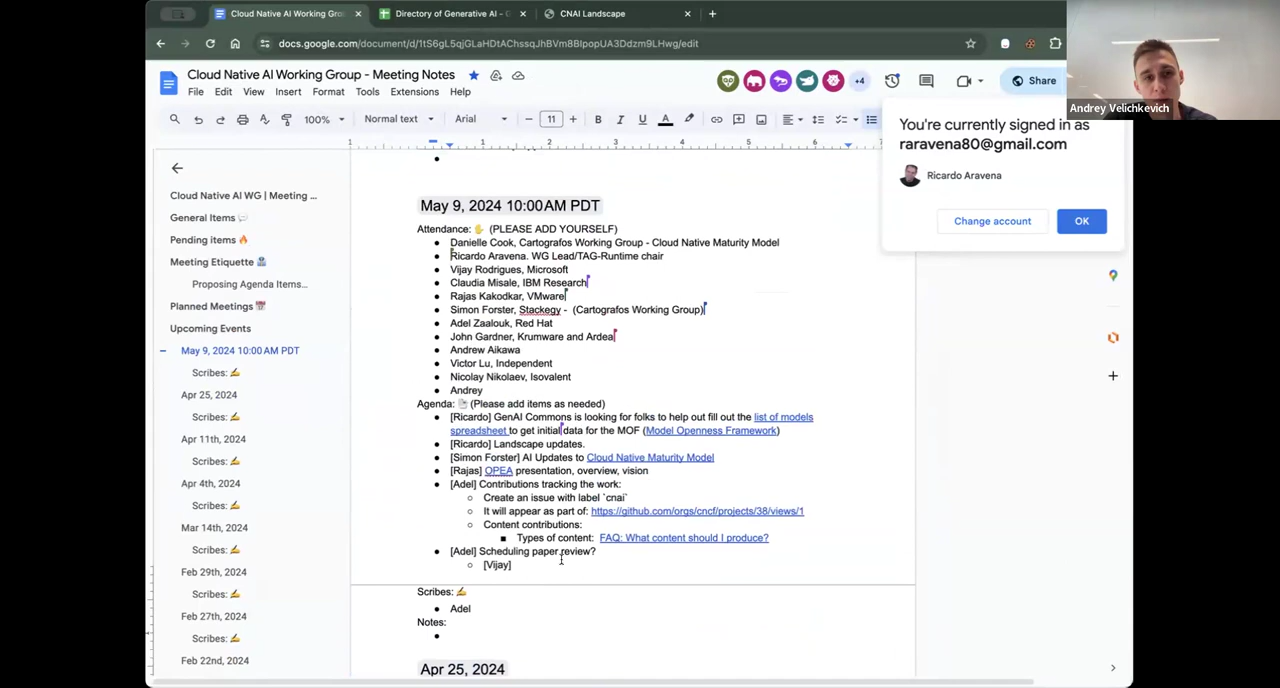 Cloud Native AI Working Gro
Directory of Generative AI - G
CNAI Landscape
docs.google.com/document/d/1tS6gL5qjGLaHDtAChssqJhBVm8BlpopUA3Ddzm9LHwg/edit
Andrey Velichkevich
Cloud Native AI Working Group - Meeting Notes
File Edit View Insert Format Tools Extensions Help
+4
Share
100% Normal text Arial 11 B I U A
You're currently signed in as
raravena80@gmail.com
Ricardo Aravena
Change account OK
1 1 2 3 4 5 6 7
Cloud Native AI WG | Meeting ...
General Items 💬
Pending items 🔥
Meeting Etiquette
Proposing Agenda Items...
Planned Meetings 📅
Upcoming Events
May 9, 2024 10:00AM PDT
Scribes: ✍️
Apr 25, 2024
Scribes: ✍️
Apr 11th, 2024
Scribes: ✍️
Apr 4th, 2024
Scribes: ✍️
Mar 14th, 2024
Scribes: ✍️
Feb 29th, 2024
Scribes: ✍️
Feb 27th, 2024
Scribes: ✍️
Feb 22nd, 2024
May 9, 2024 10:00AM PDT
Attendance: ✋ (PLEASE ADD YOURSELF)
● Danielle Cook, Cartografos Working Group - Cloud Native Maturity Model
● Ricardo Aravena. WG Lead/TAG-Runtime chair
● Vijay Rodrigues, Microsoft
● Claudia Misale, IBM Research
● Rajas Kakodkar, VMware
● Simon Forster, Stackegy - (Cartografos Working Group)
● Adel Zaalouk, Red Hat
● John Gardner, Krumware and Ardea
● Andrew Aikawa
● Victor Lu, Independent
● Nicolay Nikolaev, Isovalent
● Andrey
Agenda: (Please add items as needed)
● [Ricardo] GenAI Commons is looking for folks to help out fill out the list of models
spreadsheet to get initial data for the MOF (Model Openness Framework)
● [Ricardo] Landscape updates.
● [Simon Forster] AI Updates to Cloud Native Maturity Model
● [Rajas] OPEA presentation, overview, vision
● [Adel] Contributions tracking the work:
○ Create an issue with label `cnai`
○ It will appear as part of: https://github.com/orgs/cncf/projects/38/views/1
○ Content contributions:
■ Types of content: FAQ: What content should I produce?
● [Adel] Scheduling paper review?
○ [Vijay]
Scribes: ✍️
● Adel
Notes:
●
Apr 25, 2024